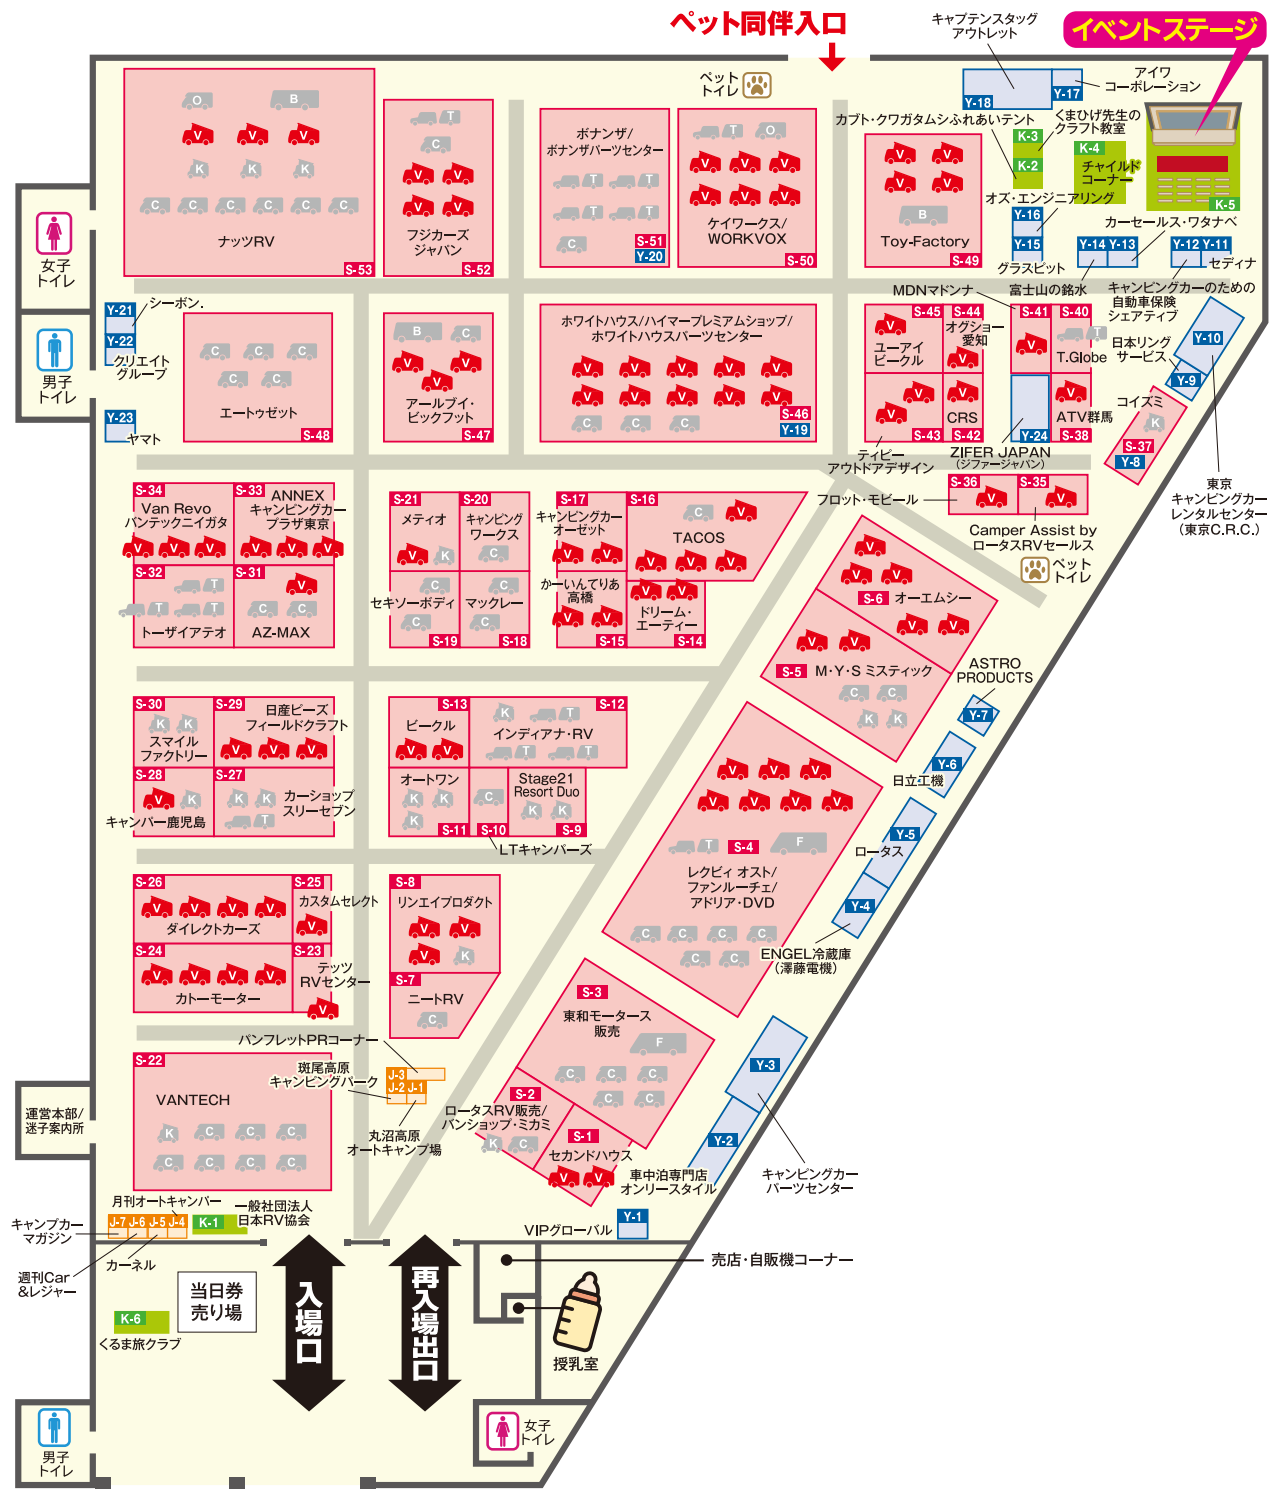 ペット同伴入口
キャプテンスタッグ
アウトレット
イベントステージ
ペット
トイレ
アイワ
コーポレーション
Y-18
Y-17
カブト・クワガタムシふれあいテント
くまひげ先生の
クラフト教室
K-3
K-2
K-4
チャイルド
コーナー
K-5
オズ・エンジニアリング
Y-16
Y-15
グラスピット
カーセールス・ワタナベ
Y-14
Y-13
Y-12
Y-11
セディナ
富士山の銘水
キャンピングカーのための
自動車保険
シェアティブ
O
B
V V V
K K K
C C C C C C
ナッツRV
S-53
T
C
V V
V V
フジカーズ
ジャパン
S-52
ボナンザ/
ボナンザパーツセンター
T T
T T
C
S-51
Y-20
T O
V V V
V V V
ケイワークス/
WORKVOX
S-50
V V
V V
B
Toy-Factory
S-49
女子
トイレ
男子
トイレ
Y-21
シーボン.
Y-22
クリエイト
グループ
Y-23
ヤマト
C C C
C C
エートゥゼット
S-48
B C
V V
V
アールブイ・
ビックフット
S-47
ホワイトハウス/ハイマープレミアムショップ/
ホワイトハウスパーツセンター
V V V V V
V V V V V
C C C
S-46
Y-19
MDNマドンナ
S-45
V
ユーアイ
ビークル
S-44
オグショー
愛知
V
S-41
V
S-40
T
T.Globe
日本リング
サービス
Y-10
Y-9
V
V
S-43
V
CRS
S-42
Y-24
V
ATV群馬
S-38
コイズミ
K
S-37
Y-8
ティピー
アウトドアデザイン
ZIFER JAPAN
(ジファージャパン)
東京
キャンピングカー
レンタルセンター
(東京C.R.C.)
フロット・モビール
S-36
V
S-35
V
Camper Assist by
ロータスRVセールス
ペット
トイレ
S-34
Van Revo
バンテックニイガタ
V V V
S-33
ANNEX
キャンピングカー
プラザ東京
V V V
S-32
T
T T
トーザイアテオ
S-31
V
C C
AZ-MAX
S-21
メティオ
V K
S-20
キャンピング
ワークス
C
C
セキソーボディ
C
S-19
C
マックレー
C
S-18
S-17
キャンピングカー
オーゼット
V V
S-16
C V
TACOS
V V V
かーいんてりあ
高橋
V V
S-15
V V
ドリーム・
エーティー
S-14
V
V V
S-6
オーエムシー
V V
V V
S-5
M・Y・S ミスティック
C C
K K
ASTRO
PRODUCTS
Y-7
Y-6
日立工機
S-30
K K
スマイル
ファクトリー
S-29
日産ピーズ
フィールドクラフト
V V V
S-28
V K
キャンパー鹿児島
S-27
K K
T
カーショップ
スリーセブン
S-13
ビークル
V V
S-12
K T
インディアナ・RV
T T
オートワン
K K
K
S-11
C
S-10
Stage21
Resort Duo
K K
S-9
LTキャンパーズ
V V V
V V V V
T
S-4
F
レクビィ オスト/
ファンルーチェ/
アドリア・DVD
C C C C
C C
Y-5
ロータス
Y-4
ENGEL冷蔵庫
(澤藤電機)
S-26
V V V V
ダイレクトカーズ
S-25
カスタムセレクト
V
S-24
V V V V
カトーモーター
S-23
テッツ
RVセンター
V
S-8
リンエイプロダクト
V V
V K
S-7
ニートRV
C
S-3
東和モータース
販売
F
C C C
C C
Y-3
Y-2
パンフレットPRコーナー
斑尾高原
キャンピングパーク
J-3
J-2
J-1
丸沼高原
オートキャンプ場
S-22
VANTECH
K C C C
C C C C
S-2
ロータスRV販売/
バンショップ・ミカミ
K C
S-1
セカンドハウス
V V
車中泊専門店
オンリースタイル
キャンピングカー
パーツセンター
運営本部/
迷子案内所
月刊オートキャンパー
J-7
J-6
J-5
J-4
K-1
一般社団法人
日本RV協会
キャンプカー
マガジン
カーネル
週刊Car
&レジャー
VIPグローバル
Y-1
売店・自販機コーナー
当日券
売り場
K-6
くるま旅クラブ
入場口
再入場出口
授乳室
男子
トイレ
女子
トイレ